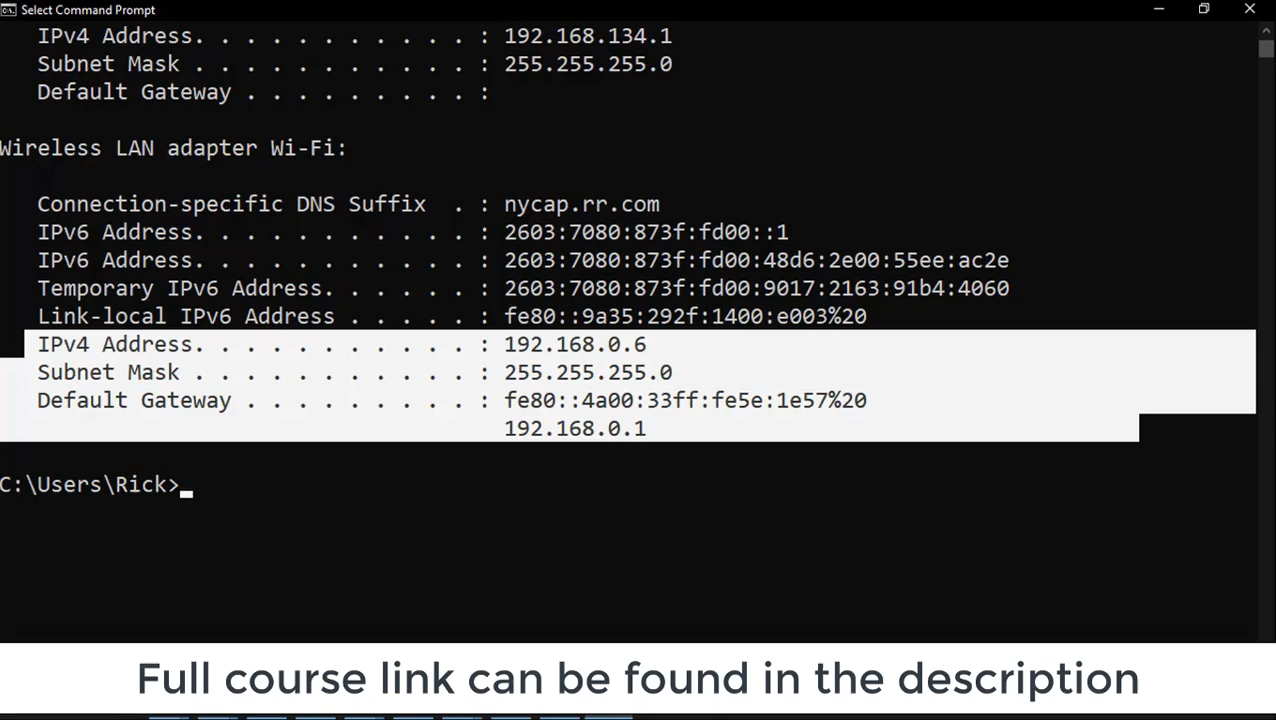 Select Command Prompt
IPv4 Address. . . . . . . . . . . : 192.168.134.1
Subnet Mask . . . . . . . . . . . : 255.255.255.0
Default Gateway . . . . . . . . . :
Wireless LAN adapter Wi-Fi:
Connection-specific DNS Suffix . : nycap.rr.com
IPv6 Address. . . . . . . . . . . : 2603:7080:873f:fd00::1
IPv6 Address. . . . . . . . . . . : 2603:7080:873f:fd00:48d6:2e00:55ee:ac2e
Temporary IPv6 Address. . . . . . : 2603:7080:873f:fd00:9017:2163:91b4:4060
Link-local IPv6 Address . . . . . : fe80::9a35:292f:1400:e003%20
IPv4 Address. . . . . . . . . . . : 192.168.0.6
Subnet Mask . . . . . . . . . . . : 255.255.255.0
Default Gateway . . . . . . . . . : fe80::4a00:33ff:fe5e:1e57%20
192.168.0.1
C:\Users\Rick>_
Full course link can be found in the description